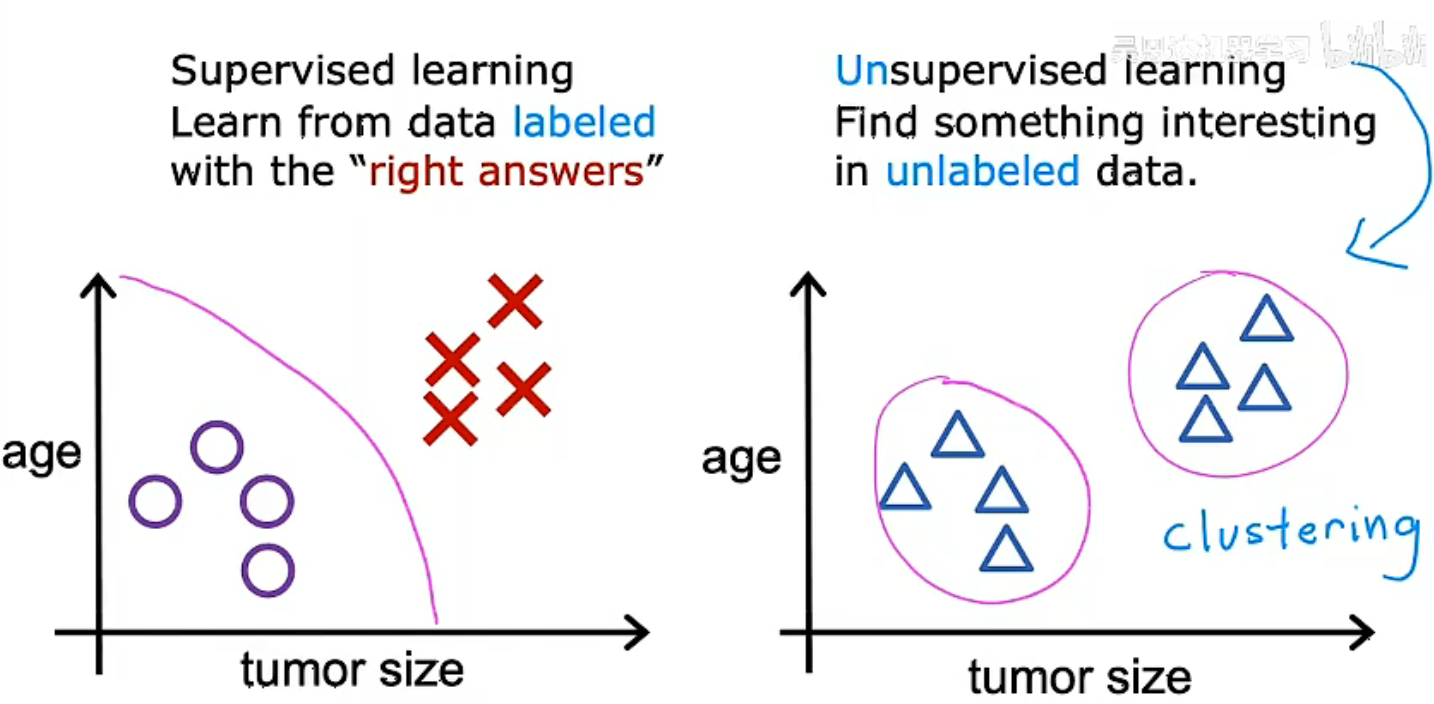 Supervised learning
Learn from data labeled
with the “right answers”
age
tumor size
Unsupervised learning
Find something interesting
in unlabeled data.
age
clustering
tumor size